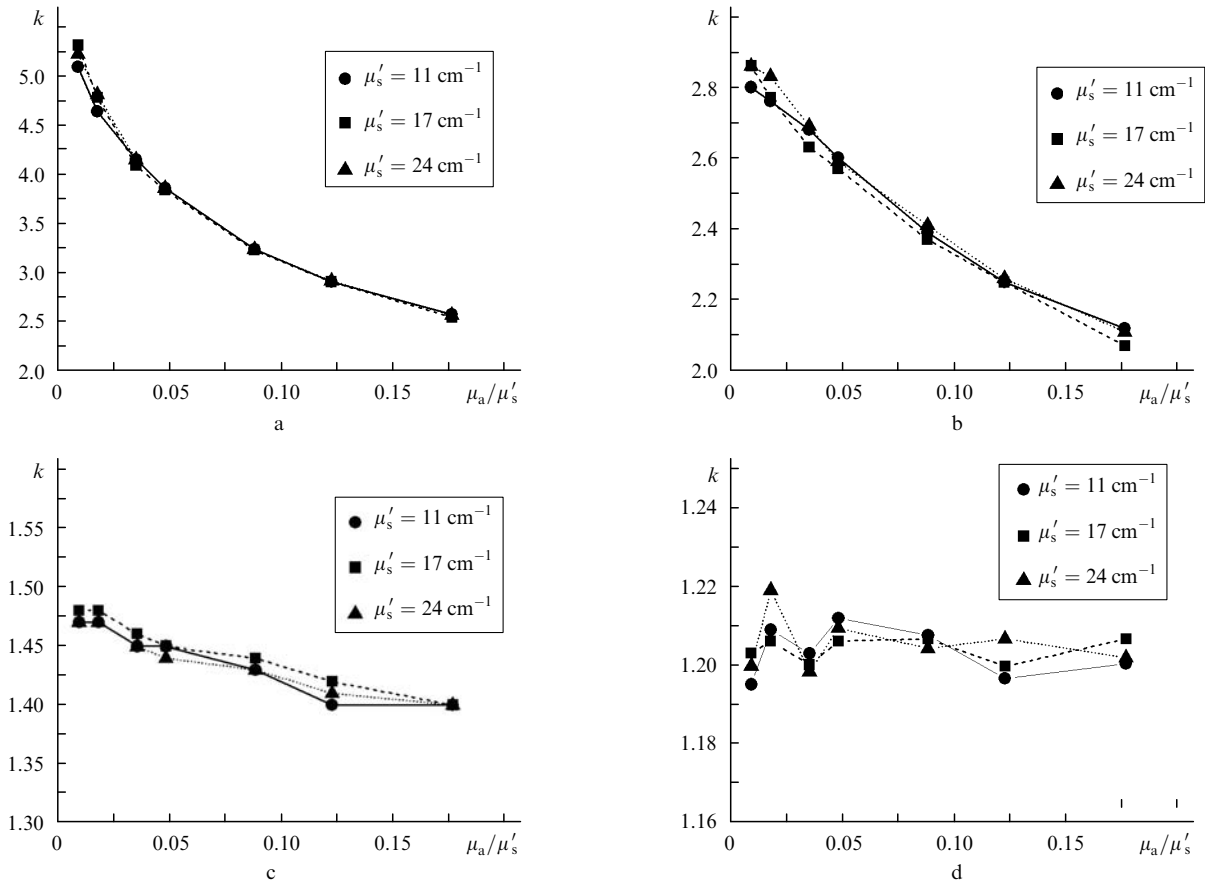 k
5.0
4.5
4.0
3.5
3.0
2.5
2.0
0
0.05
0.10
0.15
μa/μ′s
μ′s = 11 cm−1
μ′s = 17 cm−1
μ′s = 24 cm−1
a
k
2.8
2.6
2.4
2.2
2.0
0
0.05
0.10
0.15
μa/μ′s
μ′s = 11 cm−1
μ′s = 17 cm−1
μ′s = 24 cm−1
b
k
1.55
1.50
1.45
1.40
1.35
1.30
0
0.05
0.10
0.15
μa/μ′s
μ′s = 11 cm−1
μ′s = 17 cm−1
μ′s = 24 cm−1
c
k
1.24
1.22
1.20
1.18
1.16
0
0.05
0.10
0.15
μa/μ′s
μ′s = 11 cm−1
μ′s = 17 cm−1
μ′s = 24 cm−1
d